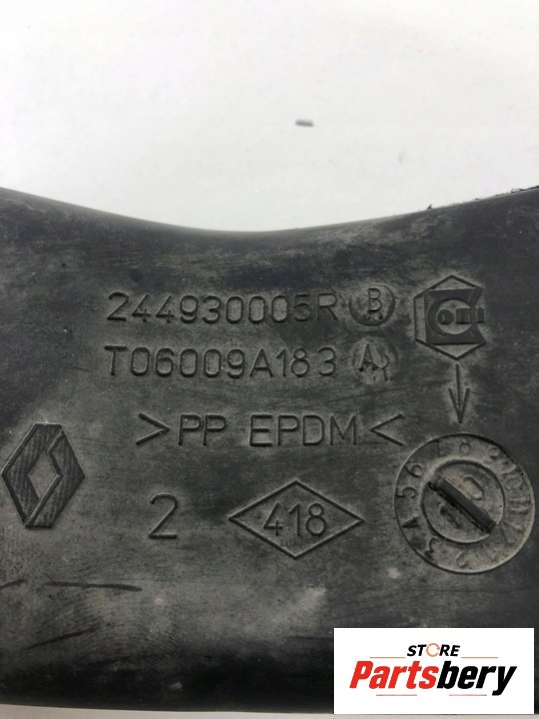 244930005R B
T06009A183 A
>PP EPDM<
2 418
STORE
Partsbery